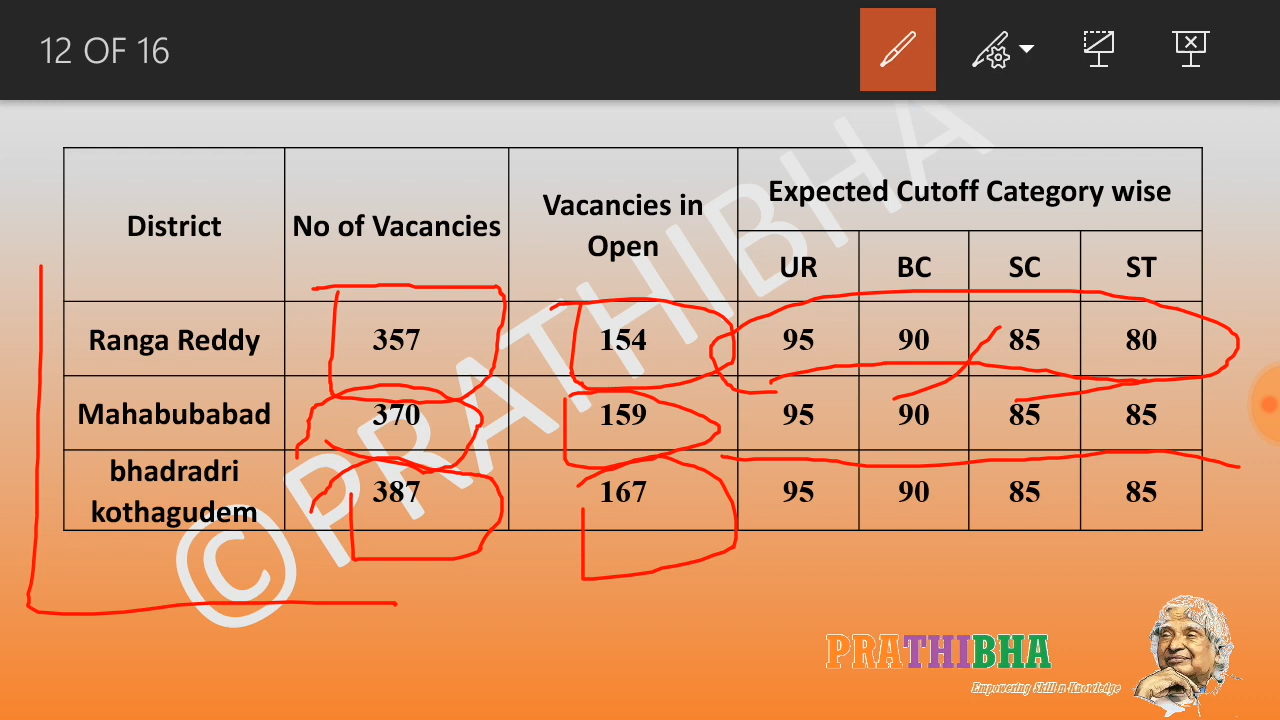 12 OF 16
District No of Vacancies Vacancies in Open Expected Cutoff Category wise
UR BC SC ST
Ranga Reddy 357 154 95 90 85 80
Mahabubabad 370 159 95 90 85 85
bhadradri kothagudem 387 167 95 90 85 85
©PRATHIBHA
PRATHIBHA
Empowering Skill n Knowledge